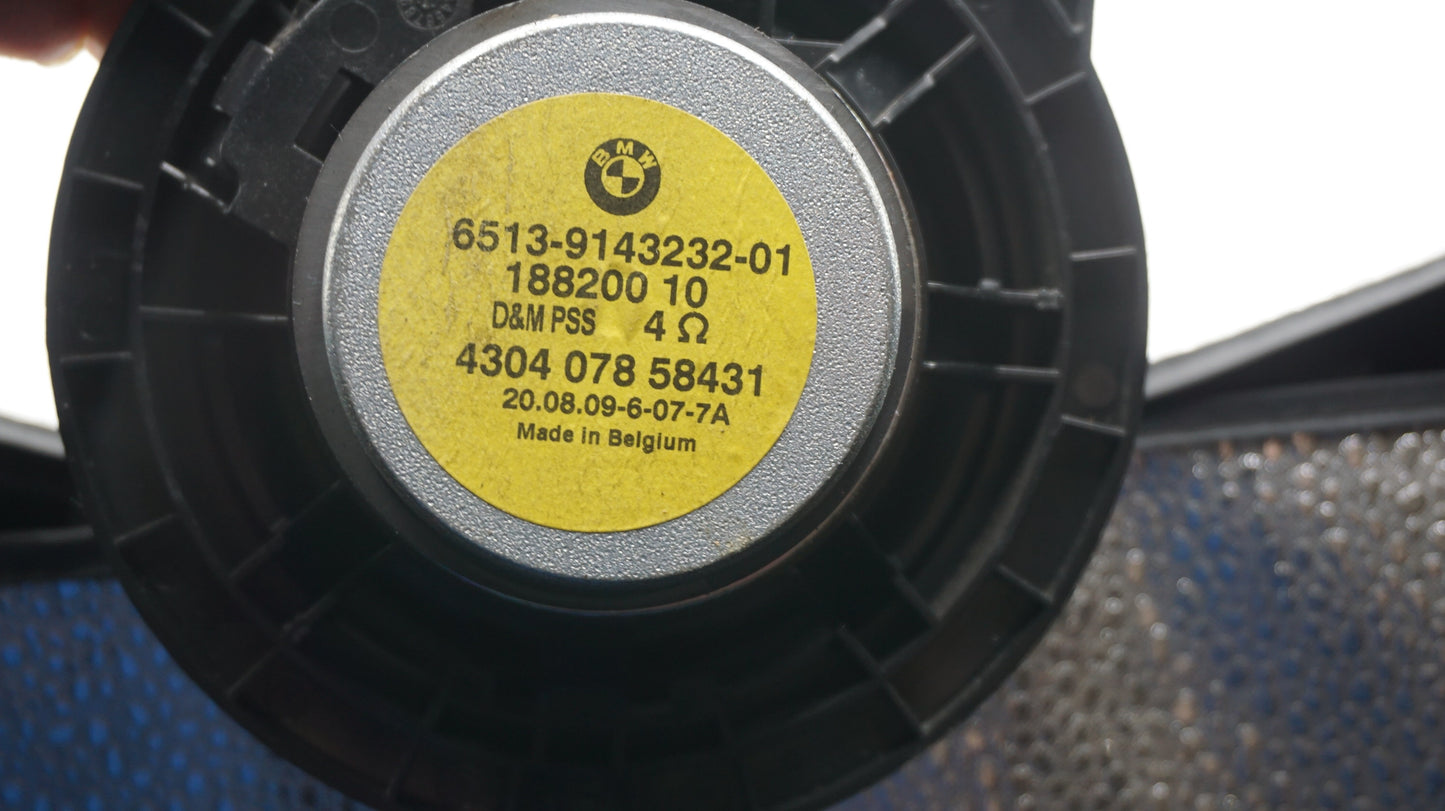 BMW
6513-9143232-01
188200 10
D&M PSS 4 Ω
4304 078 58431
20.08.09-6-07-7A
Made in Belgium